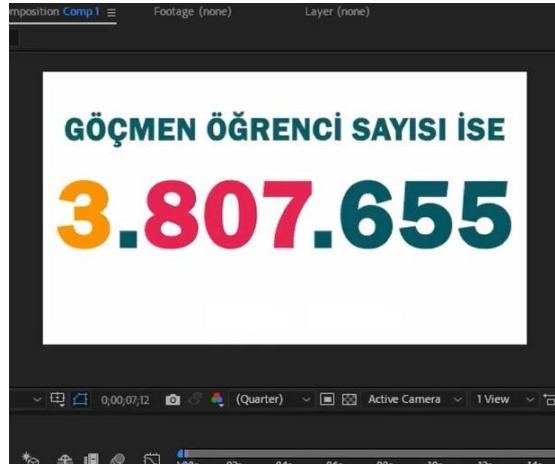 mposition Comp 1
Footage (none)
Layer (none)
GÖÇMEN ÖĞRENCİ SAYISI İSE
3.807.655
0;00;07;12
(Quarter)
Active Camera
1 View